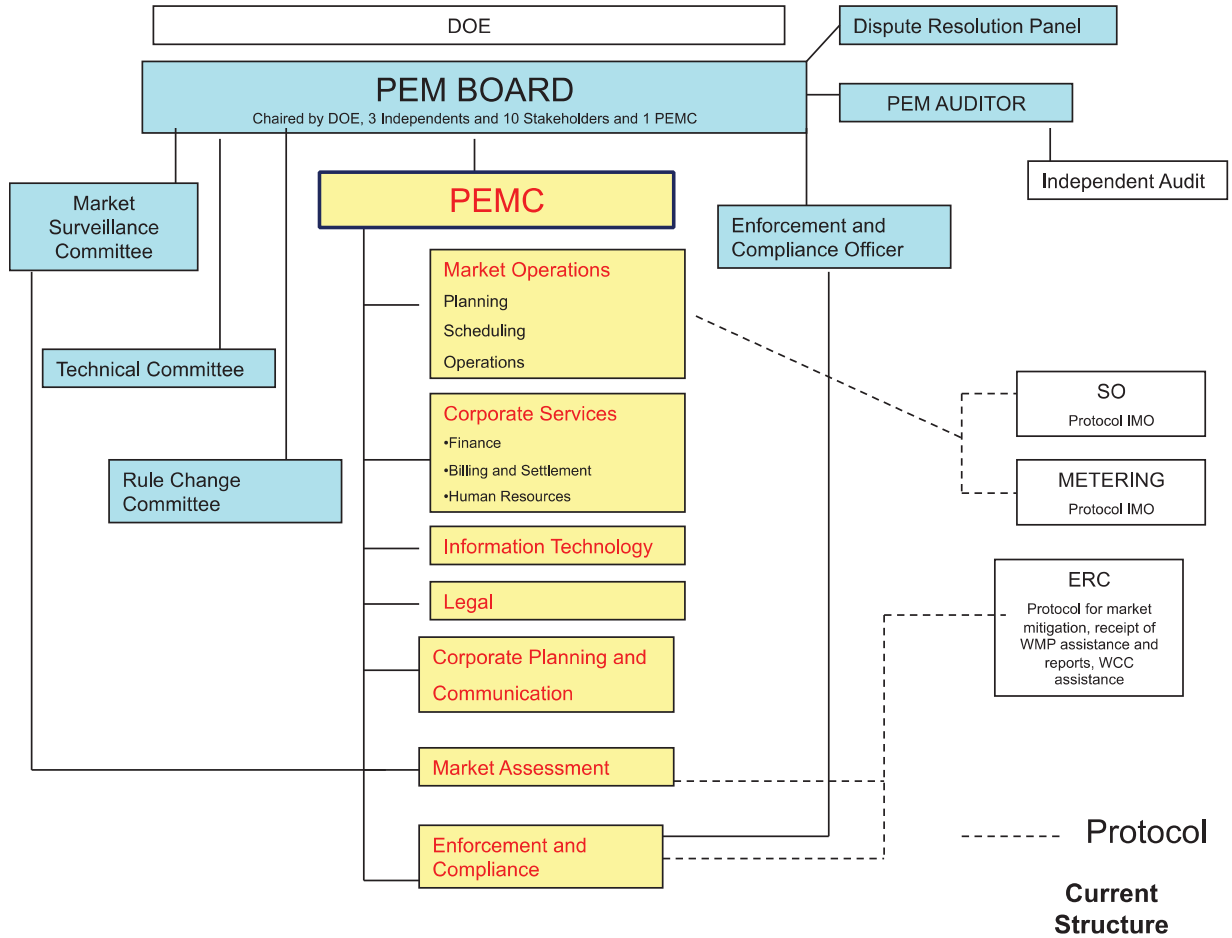 DOE
Dispute Resolution Panel
PEM BOARD
Chaired by DOE, 3 Independents and 10 Stakeholders and 1 PEMC
PEM AUDITOR
Independent Audit
PEMC
Market
Surveillance
Committee
Enforcement and
Compliance Officer
Market Operations
Planning
Scheduling
Operations
Technical Committee
SO
Protocol IMO
Corporate Services
•Finance
•Billing and Settlement
•Human Resources
Rule Change
Committee
METERING
Protocol IMO
Information Technology
Legal
ERC
Protocol for market
mitigation, receipt of
WMP assistance and
reports, WCC
assistance
Corporate Planning and
Communication
Market Assessment
Enforcement and
Compliance
Protocol
Current
Structure